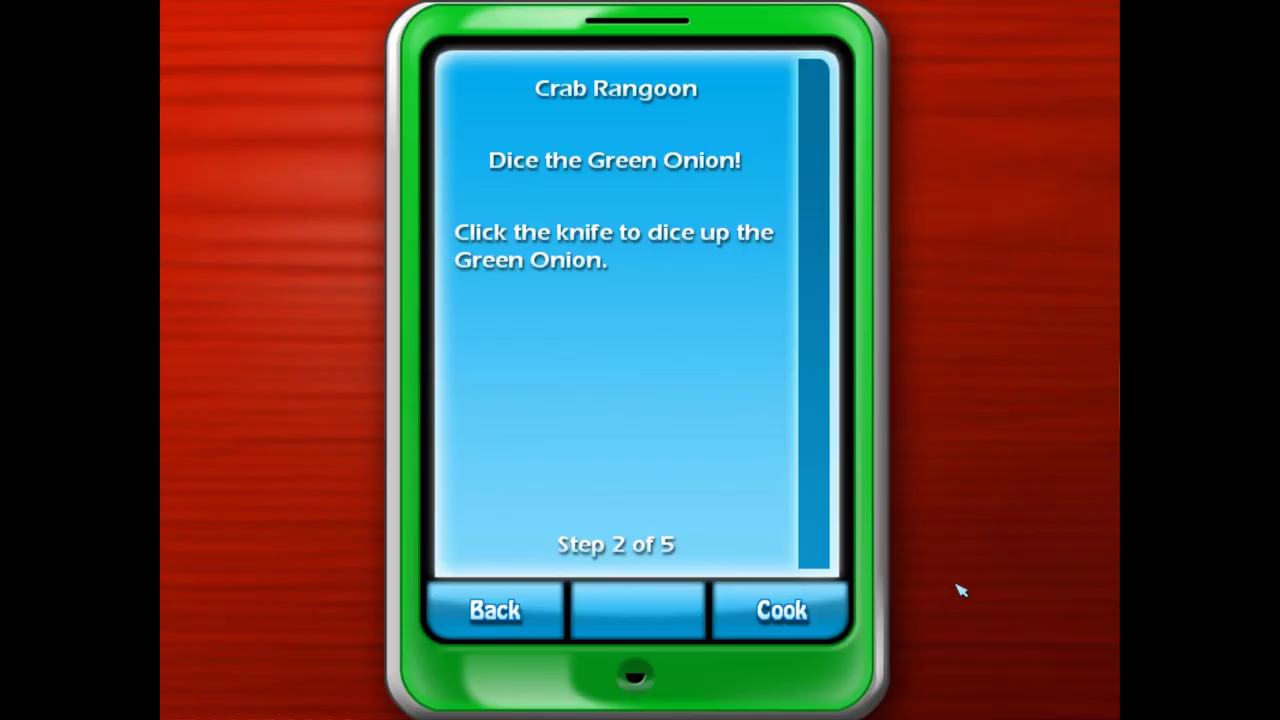 Crab Rangoon
Dice the Green Onion!
Click the knife to dice up the
Green Onion.
Step 2 of 5
Back
Cook